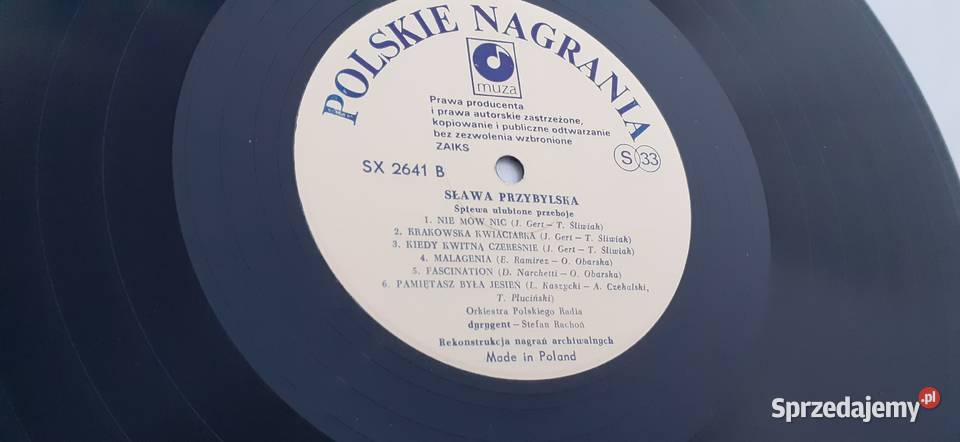 POLSKIE NAGRANIA
muza
Prawa producenta
i prawa autorskie zastrzeżone,
kopiowanie i publiczne odtwarzanie
bez zezwolenia wzbronione
ZAIKS
S 33
SX 2641 B
SŁAWA PRZYBYLSKA
Śpiewa ulubione przeboje
1. NIE MÓW NIC (J. Gert – T. Śliwiak)
2. KRAKOWSKA KWIACIARKA (J. Gert – T. Śliwiak)
3. KIEDY KWITNĄ CZEREŚNIE (J. Gert – T. Śliwiak)
4. MALAGENIA (E. Ramirez – O. Obarska)
5. FASCINATION (D. Narchetti – O. Obarska)
6. PAMIĘTASZ BYŁA JESIEŃ (L. Kaszycki – A. Czekalski,
T. Pluciński)
Orkiestra Polskiego Radia
dyrygent – Stefan Rachoń
Rekonstrukcja nagrań archiwalnych
Made in Poland
Sprzedajemy.pl